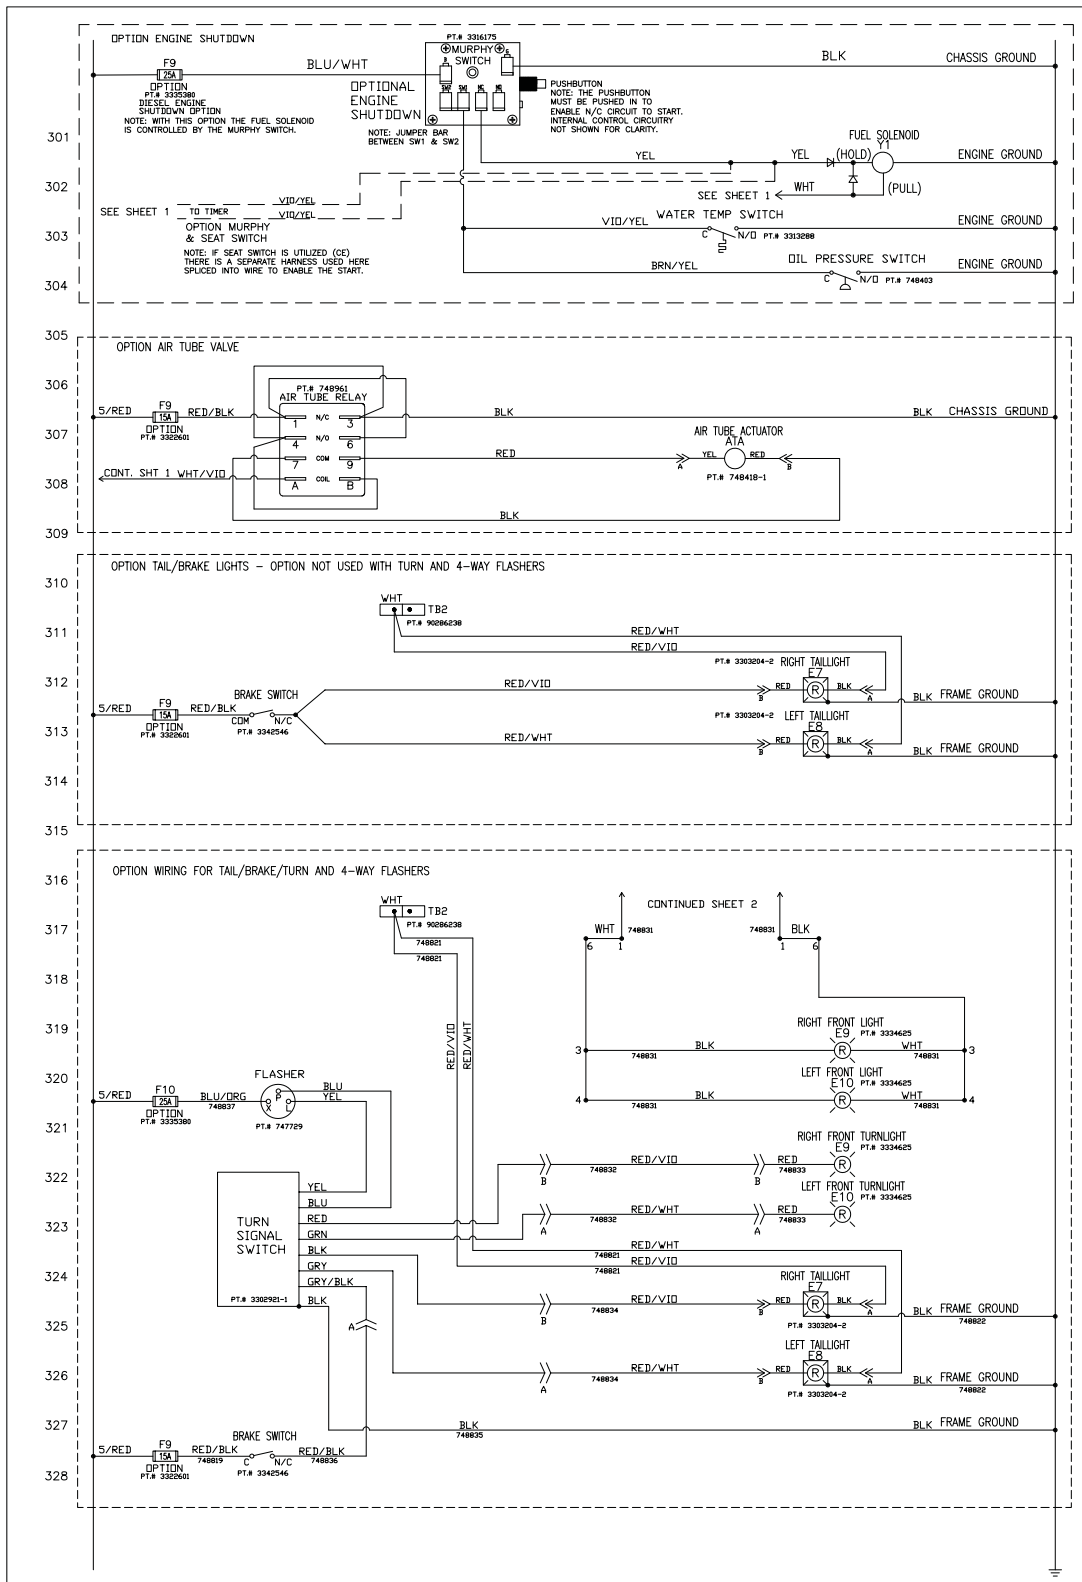 OPTION ENGINE SHUTDOWN
PT.# 3316175
MURPHY
SWITCH
B
G
SW2
SW1
NC
NO
F9
25A
OPTION
PT.# 3335380
DIESEL ENGINE
SHUTDOWN OPTION
NOTE: WITH THIS OPTION THE FUEL SOLENOID
IS CONTROLLED BY THE MURPHY SWITCH.
BLU/WHT
OPTIONAL
ENGINE
SHUTDOWN
NOTE: JUMPER BAR
BETWEEN SW1 & SW2
PUSHBUTTON
NOTE: THE PUSHBUTTON
MUST BE PUSHED IN TO
ENABLE N/C CIRCUIT TO START.
INTERNAL CONTROL CIRCUITRY
NOT SHOWN FOR CLARITY.
BLK
CHASSIS GROUND
301
FUEL SOLENOID
Y1
YEL
YEL
(HOLD)
ENGINE GROUND
302
SEE SHEET 1
WHT
(PULL)
SEE SHEET 1
TO TIMER
VIO/YEL
VIO/YEL
OPTION MURPHY
& SEAT SWITCH
NOTE: IF SEAT SWITCH IS UTILIZED (CE)
THERE IS A SEPARATE HARNESS USED HERE
SPLICED INTO WIRE TO ENABLE THE START.
303
VIO/YEL
WATER TEMP SWITCH
C
N/O PT.# 3313288
ENGINE GROUND
304
BRN/YEL
OIL PRESSURE SWITCH
C
N/O PT.# 748403
ENGINE GROUND
305
OPTION AIR TUBE VALVE
306
PT.# 748961
AIR TUBE RELAY
5/RED
F9
15A
OPTION
PT.# 3322601
RED/BLK
1
N/C
3
4
N/O
6
7
COM
9
A
COIL
B
BLK
BLK
CHASSIS GROUND
307
RED
AIR TUBE ACTUATOR
ATA
A
YEL
RED
B
PT.# 748418-1
308
CONT. SHT 1 WHT/VIO
BLK
309
OPTION TAIL/BRAKE LIGHTS - OPTION NOT USED WITH TURN AND 4-WAY FLASHERS
310
WHT
TB2
PT.# 90286238
311
RED/WHT
RED/VIO
312
RED/VIO
PT.# 3303204-2 RIGHT TAILLIGHT
E7
B
RED
R
BLK
A
BLK FRAME GROUND
5/RED
F9
15A
OPTION
PT.# 3322601
RED/BLK
BRAKE SWITCH
COM
N/C
PT.# 3342546
313
RED/WHT
PT.# 3303204-2 LEFT TAILLIGHT
E8
B
RED
R
BLK
A
BLK FRAME GROUND
314
315
316
OPTION WIRING FOR TAIL/BRAKE/TURN AND 4-WAY FLASHERS
WHT
TB2
PT.# 90286238
748821
748821
317
CONTINUED SHEET 2
WHT
748831
748831
BLK
6
1
1
6
318
319
RED/VIO
RED/WHT
RIGHT FRONT LIGHT
E9 PT.# 3334625
3
748831
BLK
R
WHT
748831
3
320
LEFT FRONT LIGHT
E10 PT.# 3334625
4
748831
BLK
R
WHT
748831
4
5/RED
F10
25A
OPTION
PT.# 3335380
BLU/ORG
748837
FLASHER
P
X
L
PT.# 747729
BLU
YEL
321
322
RIGHT FRONT TURNLIGHT
E9 PT.# 3334625
B
748832
RED/VIO
B
RED
748833
R
323
LEFT FRONT TURNLIGHT
E10 PT.# 3334625
A
748832
RED/WHT
A
RED
748833
R
TURN
SIGNAL
SWITCH
PT.# 3302921-1
YEL
BLU
RED
GRN
BLK
GRY
GRY/BLK
BLK
324
748821
RED/WHT
RED/VIO
748821
325
B
748834
RED/VIO
RIGHT TAILLIGHT
E7
B
RED
R
BLK
A
PT.# 3303204-2
BLK FRAME GROUND
748822
A
326
A
748834
RED/WHT
LEFT TAILLIGHT
E8
B
RED
R
BLK
A
PT.# 3303204-2
BLK FRAME GROUND
748822
327
BLK
748835
BLK FRAME GROUND
328
5/RED
F9
15A
OPTION
PT.# 3322601
RED/BLK
748819
BRAKE SWITCH
C
N/C
PT.# 3342546
RED/BLK
748836